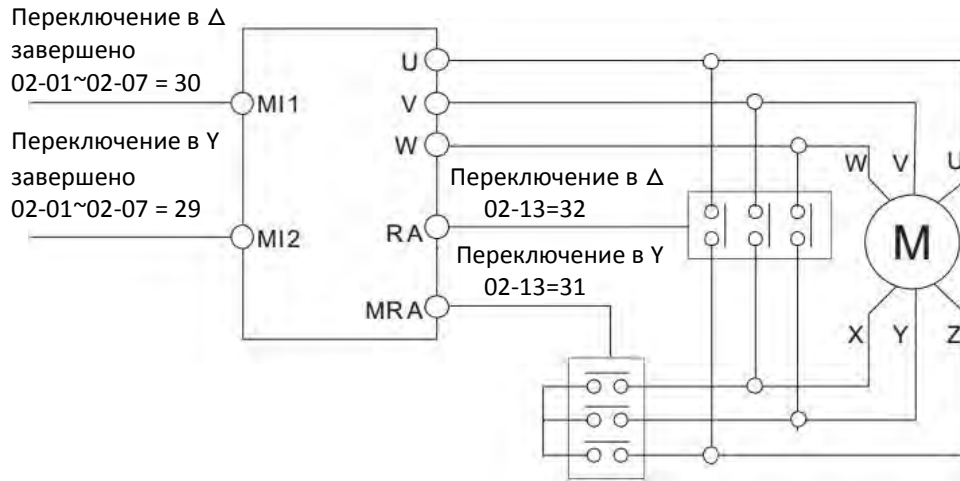 Переключение в Δ
завершено
02-01~02-07 = 30
MI1
Переключение в Y
завершено
02-01~02-07 = 29
MI2
U
V
W
RA
MRA
Переключение в Δ
02-13=32
Переключение в Y
02-13=31
W V U
M
X Y Z